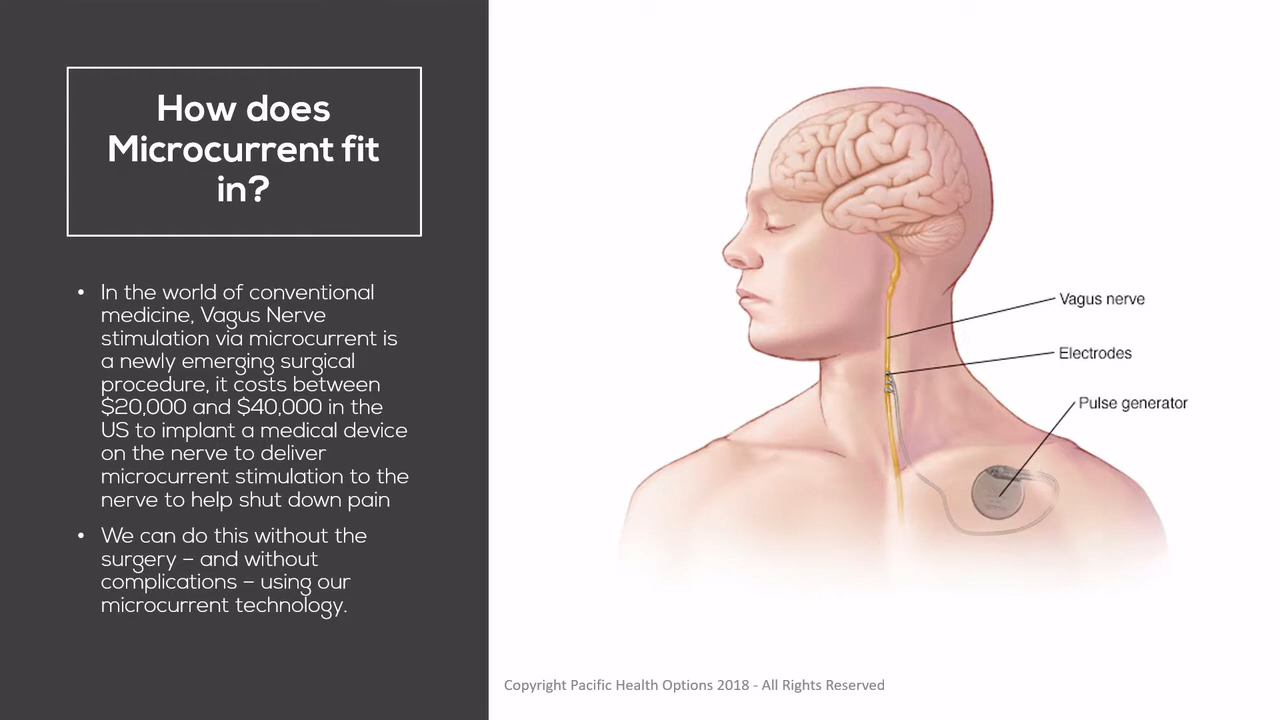 How does
Microcurrent fit
in?
• In the world of conventional
medicine, Vagus Nerve
stimulation via microcurrent is
a newly emerging surgical
procedure, it costs between
$20,000 and $40,000 in the
US to implant a medical device
on the nerve to deliver
microcurrent stimulation to the
nerve to help shut down pain
• We can do this without the
surgery – and without
complications – using our
microcurrent technology.
Vagus nerve
Electrodes
Pulse generator
Copyright Pacific Health Options 2018 - All Rights Reserved